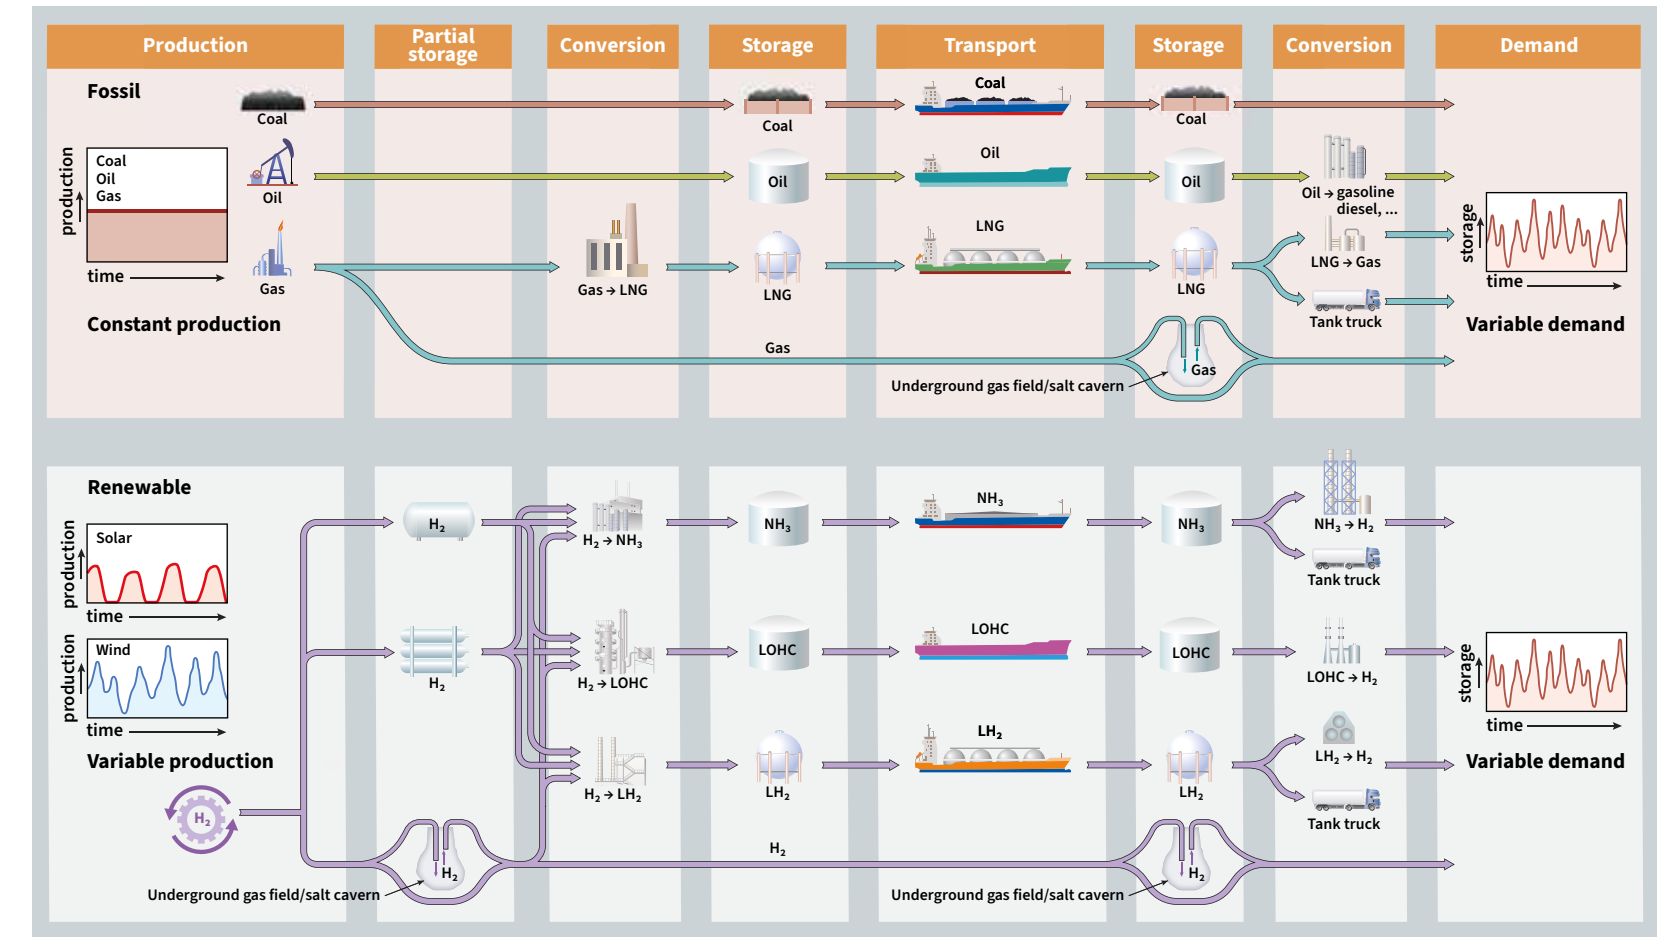 Production
Partial
storage
Conversion
Storage
Transport
Storage
Conversion
Demand
Fossil
Coal
Coal
Coal
Coal
production
Coal
Oil
Gas
time
Oil
Oil
Oil
Oil
Oil → gasoline
diesel, ...
Gas
Gas → LNG
LNG
LNG
LNG
LNG → Gas
Tank truck
storage
time
Constant production
Variable demand
Gas
Gas
Underground gas field/salt cavern
Renewable
production
Solar
time
production
Wind
time
Variable production
H₂
H₂
H₂
H₂ → NH₃
NH₃
NH₃
NH₃
NH₃ → H₂
Tank truck
H₂ → LOHC
LOHC
LOHC
LOHC
LOHC → H₂
H₂ → LH₂
LH₂
LH₂
LH₂
LH₂ → H₂
Tank truck
storage
time
Variable demand
H₂
H₂
H₂
Underground gas field/salt cavern
Underground gas field/salt cavern